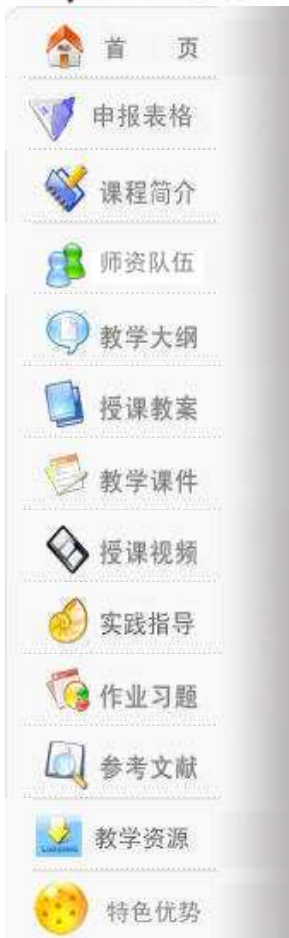 首 页
申报表格
课程简介
师资队伍
教学大纲
授课教案
教学课件
授课视频
实践指导
作业习题
参考文献
教学资源
特色优势